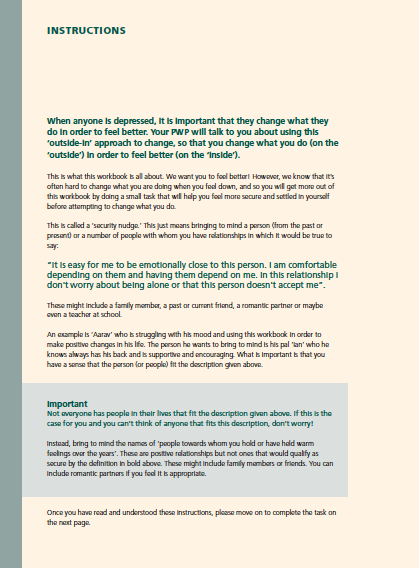 INSTRUCTIONS
When anyone is depressed, it is important that they change what they
do in order to feel better. Your PWP will talk to you about using this
‘outside-in’ approach to change, so that you change what you do (on the
‘outside’) in order to feel better (on the ‘inside’).
This is what this workbook is all about. We want you to feel better! However, we know that it’s
often hard to change what you are doing when you feel down, and so you will get more out of
this workbook by doing a small task that will help you feel more secure and settled in yourself
before attempting to change what you do.
This is called a ‘security nudge.’ This just means bringing to mind a person (from the past or
present) or a number of people with whom you have relationships in which it would be true to
say:
“It is easy for me to be emotionally close to this person. I am comfortable
depending on them and having them depend on me. In this relationship I
don’t worry about being alone or that this person doesn’t accept me”.
These might include a family member, a past or current friend, a romantic partner or maybe
even a teacher at school.
An example is ‘Aarav’ who is struggling with his mood and using this workbook in order to
make positive changes in his life. The person he wants to bring to mind is his pal ‘Ian’ who he
knows always has his back and is supportive and encouraging. What is important is that you
have a sense that the person (or people) fit the description given above.
Important
Not everyone has people in their lives that fit the description given above. If this is the
case for you and you can’t think of anyone that fits this description, don’t worry!
Instead, bring to mind the names of ‘people towards whom you hold or have held warm
feelings over the years’. These are positive relationships but not ones that would qualify as
secure by the definition in bold above. These might include family members or friends. You can
include romantic partners if you feel it is appropriate.
Once you have read and understood these instructions, please move on to complete the task on
the next page.